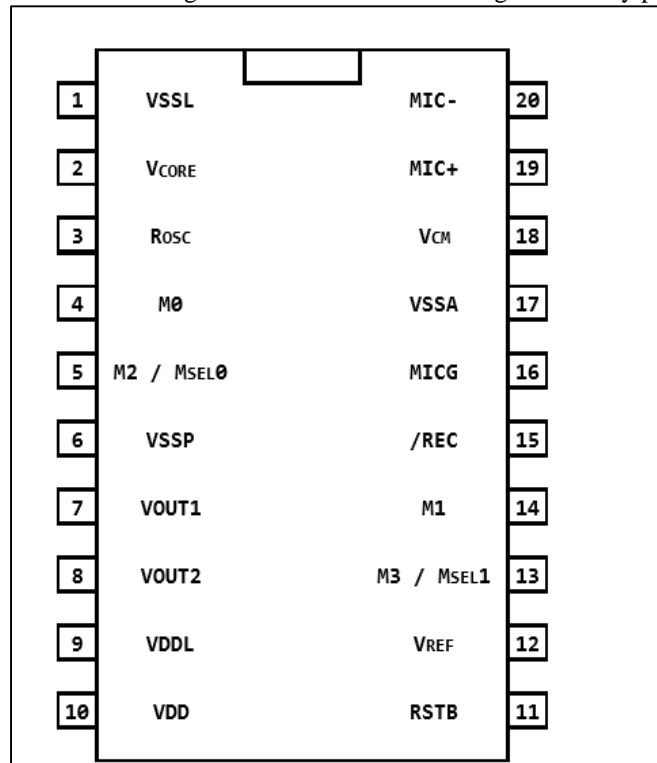 1 VSSL MIC- 20
2 VCORE MIC+ 19
3 ROSC VCM 18
4 M0 VSSA 17
5 M2 / MSEL0 MICG 16
6 VSSP /REC 15
7 VOUT1 M1 14
8 VOUT2 M3 / MSEL1 13
9 VDDL VREF 12
10 VDD RSTB 11